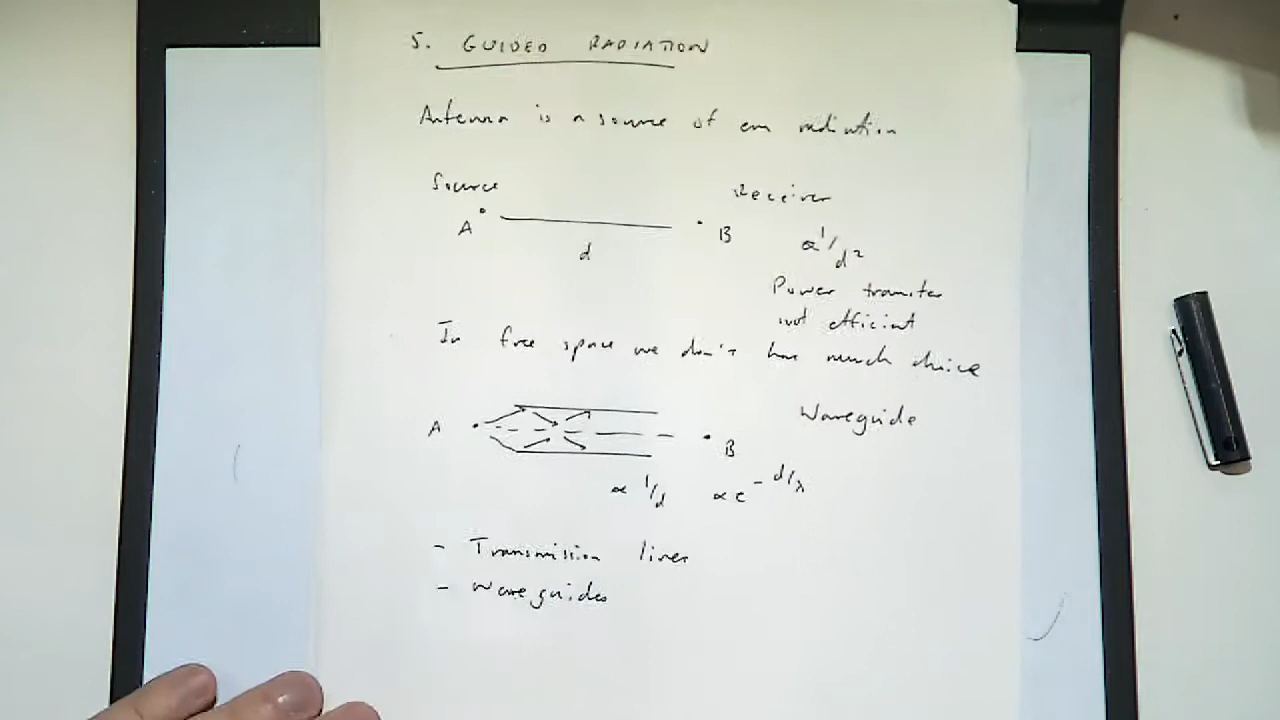 5. GUIDED RADIATION
Antenna is a source of em radiation
Source Receiver
A B ∝ 1/d²
d
Power transfer
not efficient
In free space we don't have much choice
Waveguide
A B
∝ 1/d ∝ e^{-d/λ}
- Transmission lines
- Waveguides